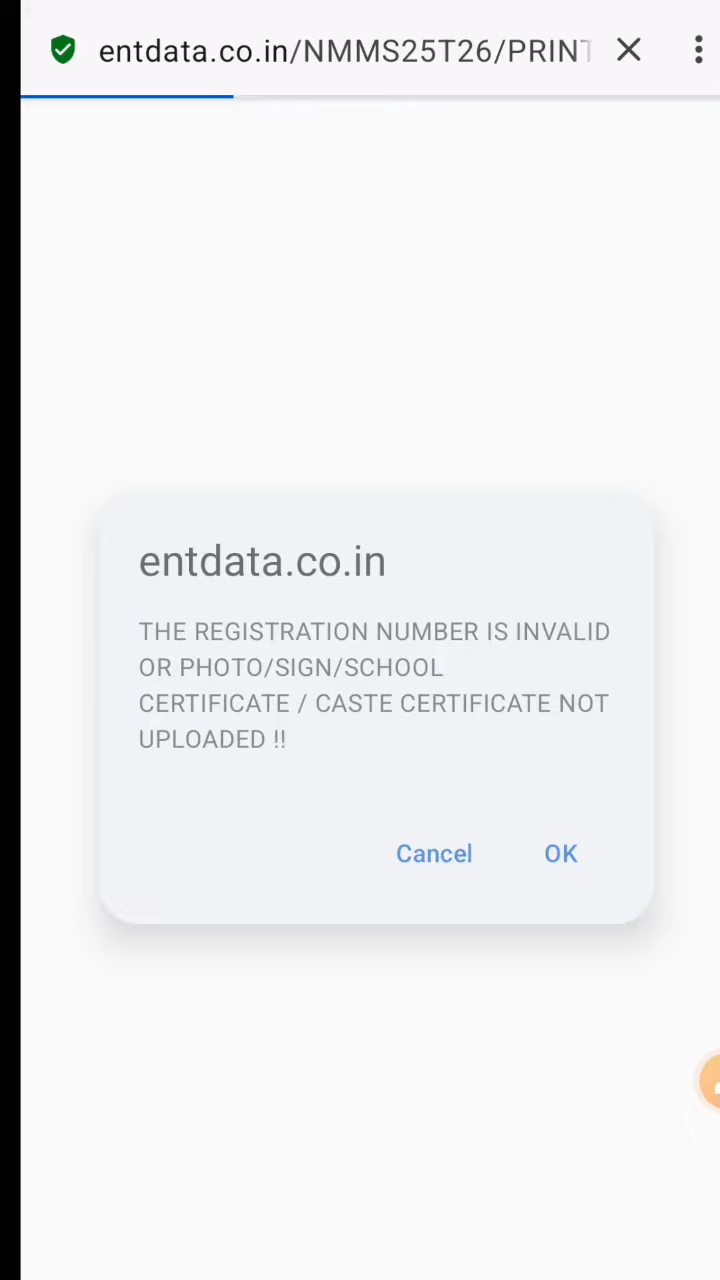 entdata.co.in/NMMS25T26/PRINT
entdata.co.in
THE REGISTRATION NUMBER IS INVALID
OR PHOTO/SIGN/SCHOOL
CERTIFICATE / CASTE CERTIFICATE NOT
UPLOADED !!
Cancel OK